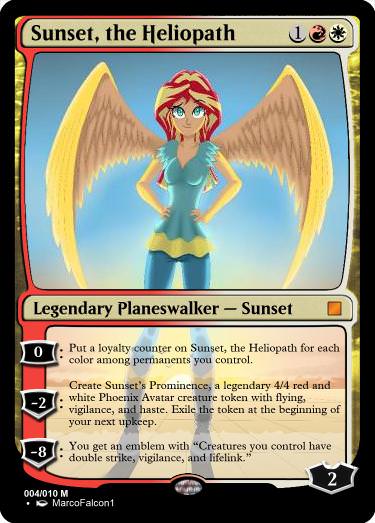 Sunset, the Heliopath 1
Legendary Planeswalker — Sunset
0 : Put a loyalty counter on Sunset, the Heliopath for each
color among permanents you control.
Create Sunset's Prominence, a legendary 4/4 red and
-2 : white Phoenix Avatar creature token with flying,
vigilance, and haste. Exile the token at the beginning of
your next upkeep.
-8 : You get an emblem with “Creatures you control have
double strike, vigilance, and lifelink.”
2
004/010 M
• MarcoFalcon1